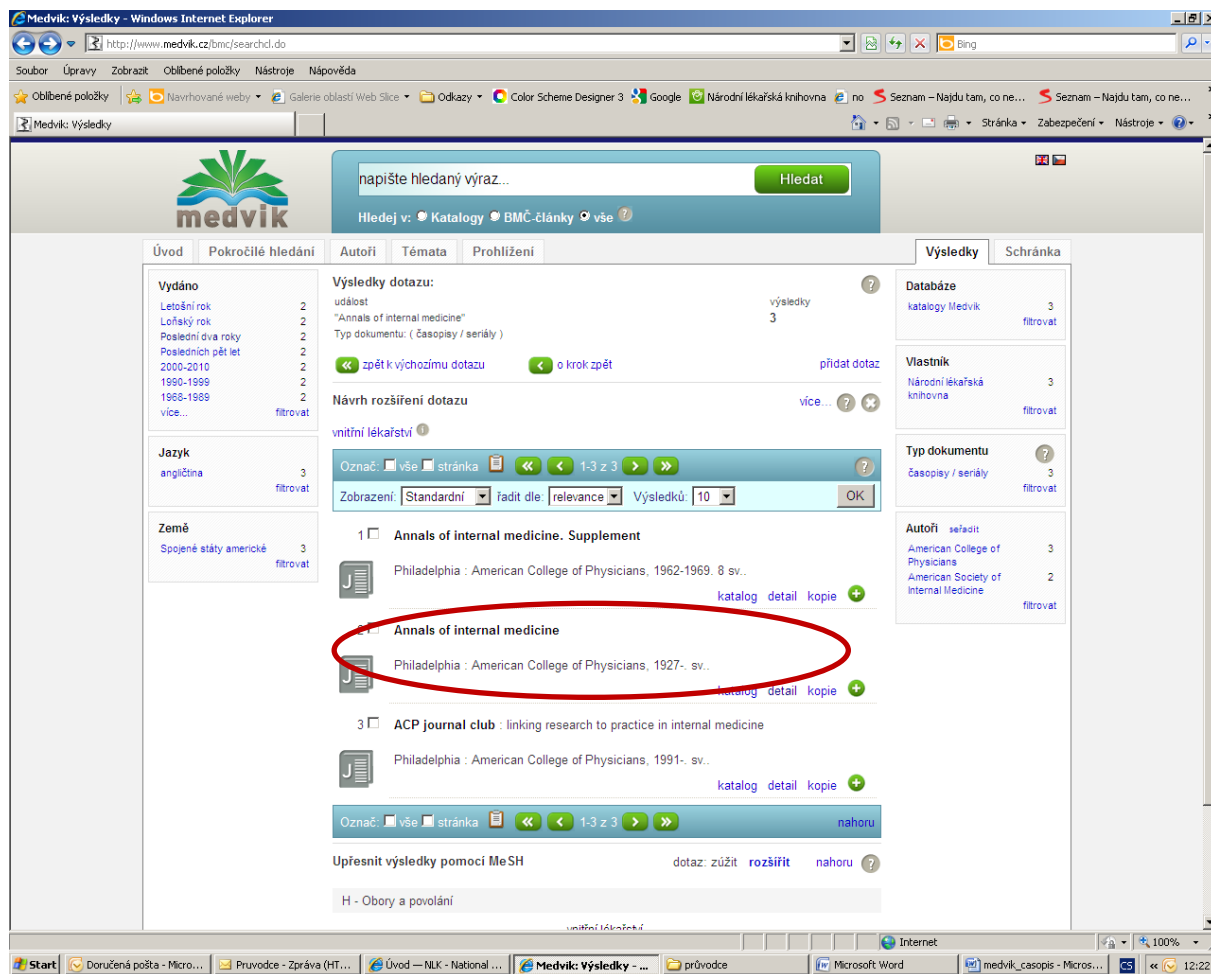 Medvik: Výsledky - Windows Internet Explorer
http://www.medvik.cz/bmc/searchcl.do
Bing
Soubor Úpravy Zobrazit Oblíbené položky Nástroje Nápověda
Oblíbené položky Navrhované weby Galerie oblastí Web Slice Odkazy Color Scheme Designer 3 Google Národní lékařská knihovna no Seznam – Najdu tam, co ne... Seznam – Najdu tam, co ne...
Medvik: Výsledky
Stránka Zabezpečení Nástroje
medvik
napište hledaný výraz...
Hledat
Hledej v: Katalogy BMČ-články vše
Úvod Pokročilé hledání Autoři Témata Prohlížení Výsledky Schránka
Vydáno
Letošní rok 2
Loňský rok 2
Poslední dva roky 2
Posledních pět let 2
2000-2010 2
1990-1999 2
1968-1989 2
více... filtrovat
Jazyk
angličtina 3
filtrovat
Země
Spojené státy americké 3
filtrovat
Výsledky dotazu:
událost výsledky
"Annals of internal medicine" 3
Typ dokumentu: ( časopisy / seriály )
zpět k výchozímu dotazu o krok zpět přidat dotaz
Návrh rozšíření dotazu více...
vnitřní lékařství
Označ: vše stránka 1-3 z 3
Zobrazení: Standardní řadit dle: relevance Výsledků: 10 OK
1 Annals of internal medicine. Supplement
Philadelphia : American College of Physicians, 1962-1969. 8 sv..
katalog detail kopie
2 Annals of internal medicine
Philadelphia : American College of Physicians, 1927-. sv..
katalog detail kopie
3 ACP journal club : linking research to practice in internal medicine
Philadelphia : American College of Physicians, 1991-. sv..
katalog detail kopie
Označ: vše stránka 1-3 z 3 nahoru
Upřesnit výsledky pomocí MeSH dotaz: zúžit rozšířit nahoru
H - Obory a povolání
vnitřní lékařství
Databáze
katalogy Medvik 3
filtrovat
Vlastník
Národní lékařská knihovna 3
filtrovat
Typ dokumentu
časopisy / seriály 3
filtrovat
Autoři seřadit
American College of Physicians 3
American Society of Internal Medicine 2
filtrovat
Internet 100%
Start Doručená pošta - Micro... Pruvodce - Zpráva (HT... Úvod — NLK - National ... Medvik: Výsledky - ... průvodce Microsoft Word medvik_casopis - Micros... CS 12:22